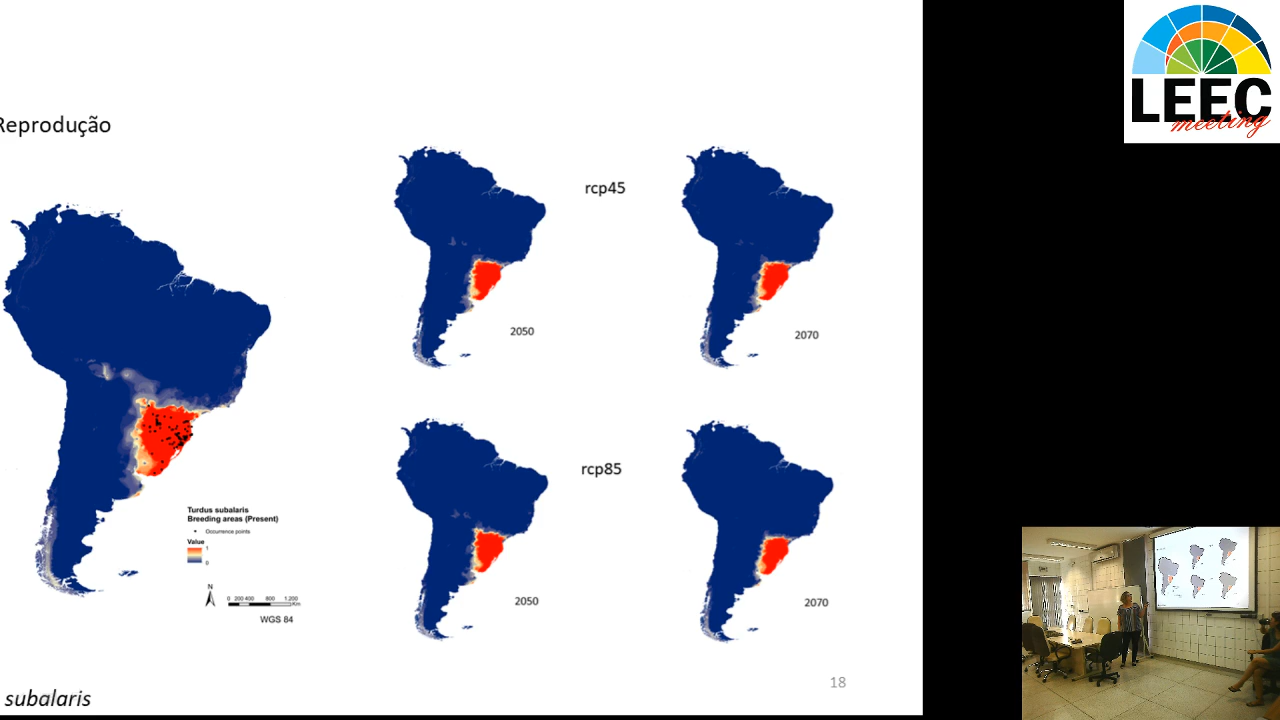 Reprodução
LEEC
meeting
rcp45
2050
2070
rcp85
Turdus subalaris
Breeding areas (Present)
Occurrence points
Value
1
0
N
0 200 400 800 1.200
Km
WGS 84
2050
2070
18
subalaris